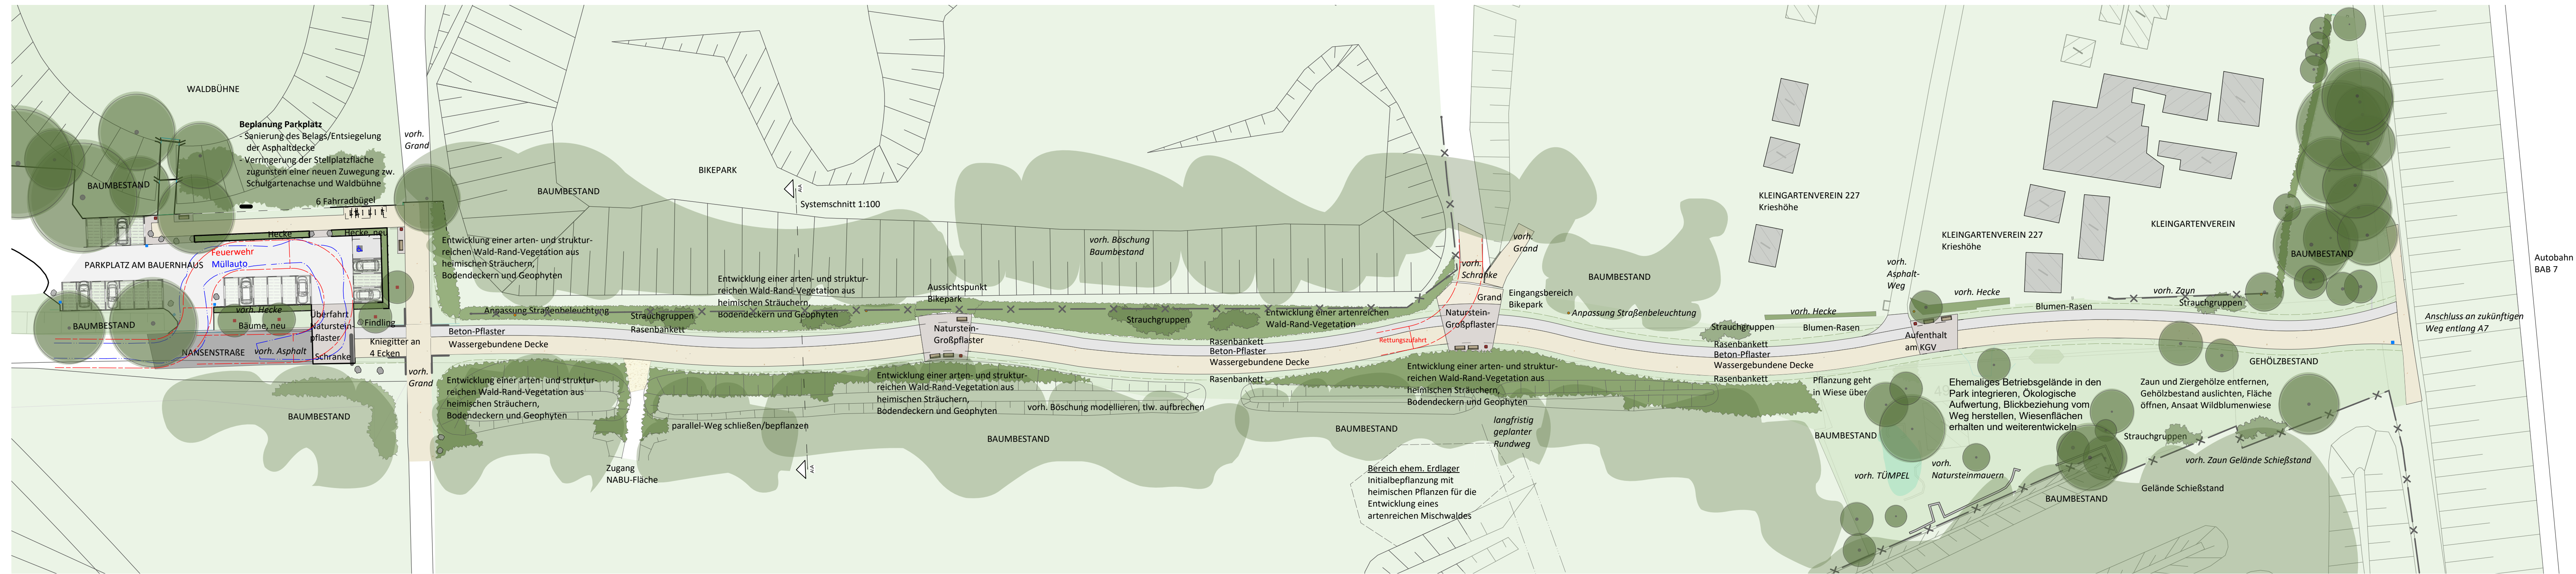 WALDBÜHNE
Beplanung Parkplatz
- Sanierung des Belags/Entsiegelung
der Asphaltdecke
- Verringerung der Stellplatzfläche
zugunsten einer neuen Zuwegung zw.
Schulgartenachse und Waldbühne
vorh.
Grand
BAUMBESTAND
6 Fahrradbügel
Hecke
Hecke, neu
Feuerwehr
Müllauto
PARKPLATZ AM BAUERNHAUS
vorh. Hecke
Bäume, neu
BAUMBESTAND
Überfahrt
Naturstein-
pflaster
Findling
NANSENSTRAßE
vorh. Asphalt
Schranke
Kniegitter an
4 Ecken
vorh.
Grand
BAUMBESTAND
BAUMBESTAND
BIKEPARK
A/A
Systemschnitt 1:100
Entwicklung einer arten- und struktur-
reichen Wald-Rand-Vegetation aus
heimischen Sträuchern,
Bodendeckern und Geophyten
Entwicklung einer arten- und struktur-
reichen Wald-Rand-Vegetation aus
heimischen Sträuchern,
Bodendeckern und Geophyten
Anpassung Straßenbeleuchtung
Strauchgruppen
Rasenbankett
Beton-Pflaster
Wassergebundene Decke
Aussichtspunkt
Bikepark
Naturstein-
Großpflaster
vorh. Böschung
Baumbestand
Strauchgruppen
Entwicklung einer artenreichen
Wald-Rand-Vegetation
Rasenbankett
Beton-Pflaster
Wassergebundene Decke
Rasenbankett
Rettungszufahrt
vorh.
Schranke
vorh.
Grand
Grand
Eingangsbereich
Bikepark
Naturstein-
Großpflaster
Anpassung Straßenbeleuchtung
BAUMBESTAND
Entwicklung einer arten- und struktur-
reichen Wald-Rand-Vegetation aus
heimischen Sträuchern,
Bodendeckern und Geophyten
parallel-Weg schließen/bepflanzen
Zugang
NABU-Fläche
A/A
Entwicklung einer arten- und struktur-
reichen Wald-Rand-Vegetation aus
heimischen Sträuchern,
Bodendeckern und Geophyten
vorh. Böschung modellieren, tlw. aufbrechen
BAUMBESTAND
Entwicklung einer arten- und struktur-
reichen Wald-Rand-Vegetation aus
heimischen Sträuchern,
Bodendeckern und Geophyten
BAUMBESTAND
langfristig
geplanter
Rundweg
Bereich ehem. Erdlager
Initialbepflanzung mit
heimischen Pflanzen für die
Entwicklung eines
artenreichen Mischwaldes
KLEINGARTENVEREIN 227
Krieshöhe
KLEINGARTENVEREIN 227
Krieshöhe
KLEINGARTENVEREIN
vorh.
Asphalt-
Weg
vorh. Hecke
vorh. Hecke
Strauchgruppen
Blumen-Rasen
Rasenbankett
Beton-Pflaster
Wassergebundene Decke
Rasenbankett
Aufenthalt
am KGV
Blumen-Rasen
vorh. Zaun
Strauchgruppen
BAUMBESTAND
Autobahn
BAB 7
Anschluss an zukünftigen
Weg entlang A7
GEHÖLZBESTAND
Pflanzung geht
in Wiese über
Ehemaliges Betriebsgelände in den
Park integrieren, Ökologische
Aufwertung, Blickbeziehung vom
Weg herstellen, Wiesenflächen
erhalten und weiterentwickeln
Zaun und Ziergehölze entfernen,
Gehölzbestand auslichten, Fläche
öffnen, Ansaat Wildblumenwiese
BAUMBESTAND
Strauchgruppen
vorh. TÜMPEL
vorh.
Natursteinmauern
vorh. Zaun Gelände Schießstand
Gelände Schießstand
BAUMBESTAND